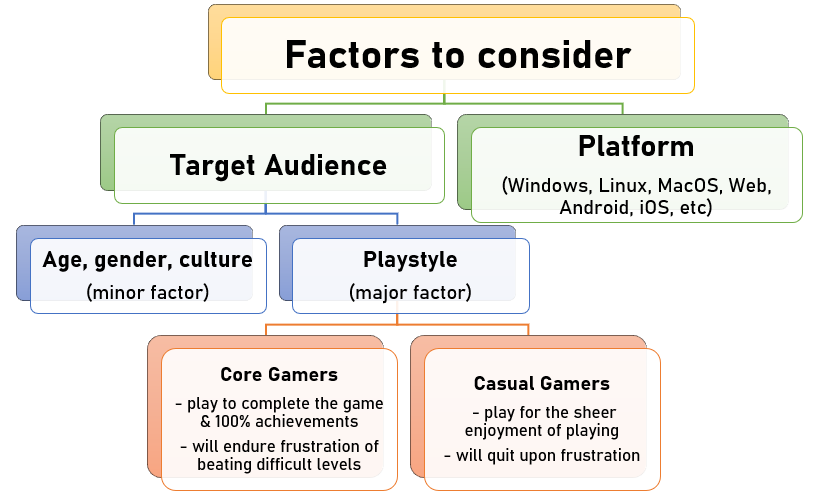 Factors to consider
Target Audience
Platform
(Windows, Linux, MacOS, Web,
Android, iOS, etc)
Age, gender, culture
(minor factor)
Playstyle
(major factor)
Core Gamers
- play to complete the game
& 100% achievements
- will endure frustration of
beating difficult levels
Casual Gamers
- play for the sheer
enjoyment of playing
- will quit upon frustration